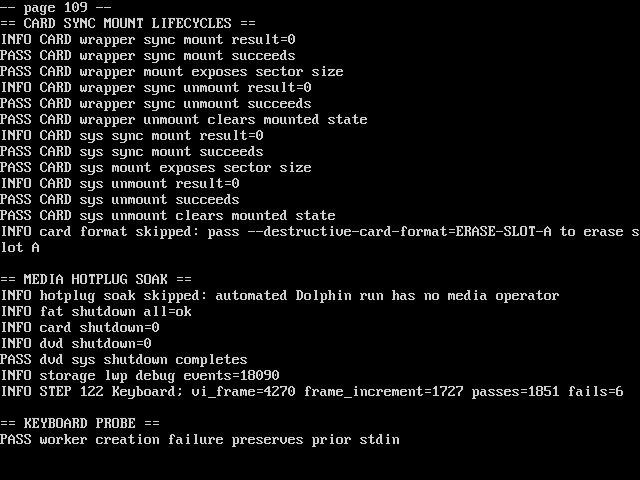 -- page 109 --
== CARD SYNC MOUNT LIFECYCLES ==
INFO CARD wrapper sync mount result=0
PASS CARD wrapper sync mount succeeds
PASS CARD wrapper mount exposes sector size
INFO CARD wrapper sync unmount result=0
PASS CARD wrapper sync unmount succeeds
PASS CARD wrapper unmount clears mounted state
INFO CARD sys sync mount result=0
PASS CARD sys sync mount succeeds
PASS CARD sys mount exposes sector size
INFO CARD sys unmount result=0
PASS CARD sys unmount succeeds
PASS CARD sys unmount clears mounted state
INFO card format skipped: pass --destructive-card-format=ERASE-SLOT-A to erase s
lot A

== MEDIA HOTPLUG SOAK ==
INFO hotplug soak skipped: automated Dolphin run has no media operator
INFO fat shutdown all=ok
INFO card shutdown=0
INFO dvd shutdown=0
PASS dvd sys shutdown completes
INFO storage lwp debug events=18090
INFO STEP 122 Keyboard; vi_frame=4270 frame_increment=1727 passes=1851 fails=6

== KEYBOARD PROBE ==
PASS worker creation failure preserves prior stdin